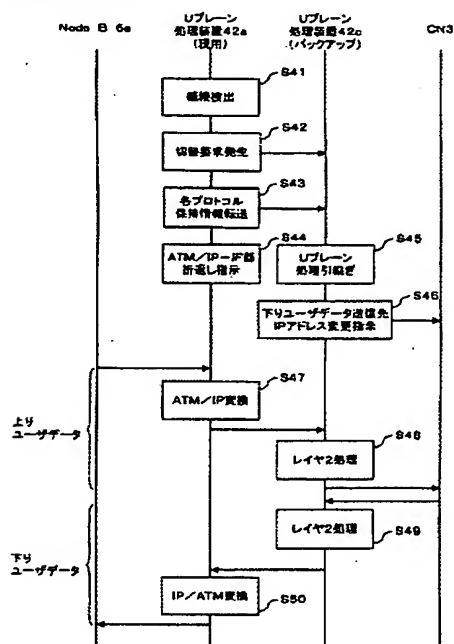 Node B 6a
Uプレーン
処理装置42a
(現用)
Uプレーン
処理装置42c
(バックアップ)
CN3
S41
S42
切替要求発生
S43
各プロトコル
保持情報転送
S44
ATM/IP-IF部
折返し指示
S45
Uプレーン
処理引継ぎ
S46
下りユーザデータ送信先
IPアドレス変更指示
S47
ATM/IP変換
上り
ユーザデータ
S48
レイヤ2処理
レイヤ2処理
S49
下り
ユーザデータ
IP/ATM変換
S50